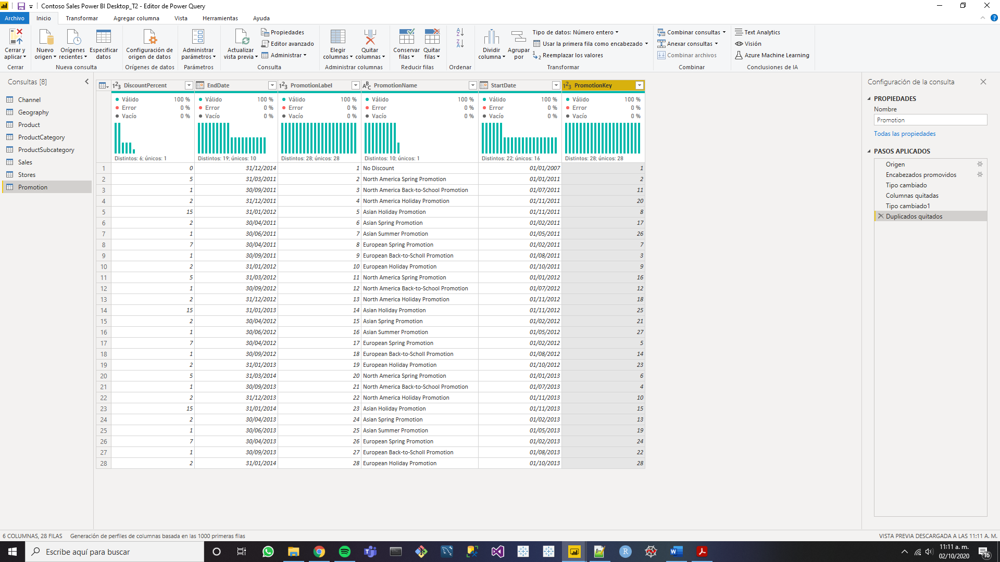 Contoso Sales Power BI Desktop_T2 - Editor de Power Query
Archivo Inicio Transformar Agregar columna Vista Herramientas Ayuda
Cerrar y aplicar
Cerrar
Nuevo origen
Orígenes recientes
Especificar datos
Nueva consulta
Configuración de origen de datos
Orígenes de datos
Administrar parámetros
Parámetros
Actualizar vista previa
Propiedades
Editor avanzado
Administrar
Consulta
Elegir columnas
Quitar columnas
Administrar columnas
Conservar filas
Quitar filas
Reducir filas
Ordenar
Dividir columna
Agrupar por
Tipo de datos: Número entero
Usar la primera fila como encabezado
Reemplazar los valores
Transformar
Combinar consultas
Anexar consultas
Combinar archivos
Combinar
Text Analytics
Visión
Azure Machine Learning
Conclusiones de IA
Consultas [8]
Channel
Geography
Product
ProductCategory
ProductSubcategory
Sales
Stores
Promotion
DiscountPercent EndDate PromotionLabel PromotionName StartDate PromotionKey
Válido 100 % Válido 100 % Válido 100 % Válido 100 % Válido 100 % Válido 100 %
Error 0 % Error 0 % Error 0 % Error 0 % Error 0 % Error 0 %
Vacío 0 % Vacío 0 % Vacío 0 % Vacío 0 % Vacío 0 % Vacío 0 %
Distintos: 6; únicos: 1 Distintos: 19; únicos: 10 Distintos: 28; únicos: 28 Distintos: 10; únicos: 1 Distintos: 22; únicos: 16 Distintos: 28; únicos: 28
1 0 31/12/2014 1 No Discount 01/01/2007 1
2 5 31/03/2011 2 North America Spring Promotion 01/01/2011 2
3 1 30/09/2011 3 North America Back-to-School Promotion 01/07/2011 11
4 2 31/12/2011 4 North America Holiday Promotion 01/11/2011 20
5 15 31/01/2012 5 Asian Holiday Promotion 01/11/2011 8
6 2 30/04/2011 6 Asian Spring Promotion 01/02/2011 17
7 1 30/06/2011 7 Asian Summer Promotion 01/05/2011 26
8 7 30/04/2011 8 European Spring Promotion 01/02/2011 7
9 1 30/09/2011 9 European Back-to-Scholl Promotion 01/08/2011 3
10 2 31/01/2012 10 European Holiday Promotion 01/10/2011 9
11 5 31/03/2012 11 North America Spring Promotion 01/01/2012 16
12 1 30/09/2012 12 North America Back-to-School Promotion 01/07/2012 12
13 2 31/12/2012 13 North America Holiday Promotion 01/11/2012 18
14 15 31/01/2013 14 Asian Holiday Promotion 01/11/2012 25
15 2 30/04/2012 15 Asian Spring Promotion 01/02/2012 21
16 1 30/06/2012 16 Asian Summer Promotion 01/05/2012 27
17 7 30/04/2012 17 European Spring Promotion 01/02/2012 5
18 1 30/09/2012 18 European Back-to-Scholl Promotion 01/08/2012 14
19 2 31/01/2013 19 European Holiday Promotion 01/10/2012 23
20 5 31/03/2014 20 North America Spring Promotion 01/01/2013 6
21 1 30/09/2013 21 North America Back-to-School Promotion 01/07/2013 4
22 2 31/12/2013 22 North America Holiday Promotion 01/11/2013 10
23 15 31/01/2014 23 Asian Holiday Promotion 01/11/2013 15
24 2 30/04/2013 24 Asian Spring Promotion 01/02/2013 13
25 1 30/06/2013 25 Asian Summer Promotion 01/05/2013 19
26 7 30/04/2013 26 European Spring Promotion 01/02/2013 24
27 1 30/09/2013 27 European Back-to-Scholl Promotion 01/08/2013 22
28 2 31/01/2014 28 European Holiday Promotion 01/10/2013 28
Configuración de la consulta
PROPIEDADES
Nombre
Promotion
Todas las propiedades
PASOS APLICADOS
Origen
Encabezados promovidos
Tipo cambiado
Columnas quitadas
Tipo cambiado1
Duplicados quitados
6 COLUMNAS, 28 FILAS Generación de perfiles de columnas basada en las 1000 primeras filas VISTA PREVIA DESCARGADA A LAS 11:11 A. M.
Escribe aquí para buscar
11:11 a. m.
02/10/2020
16